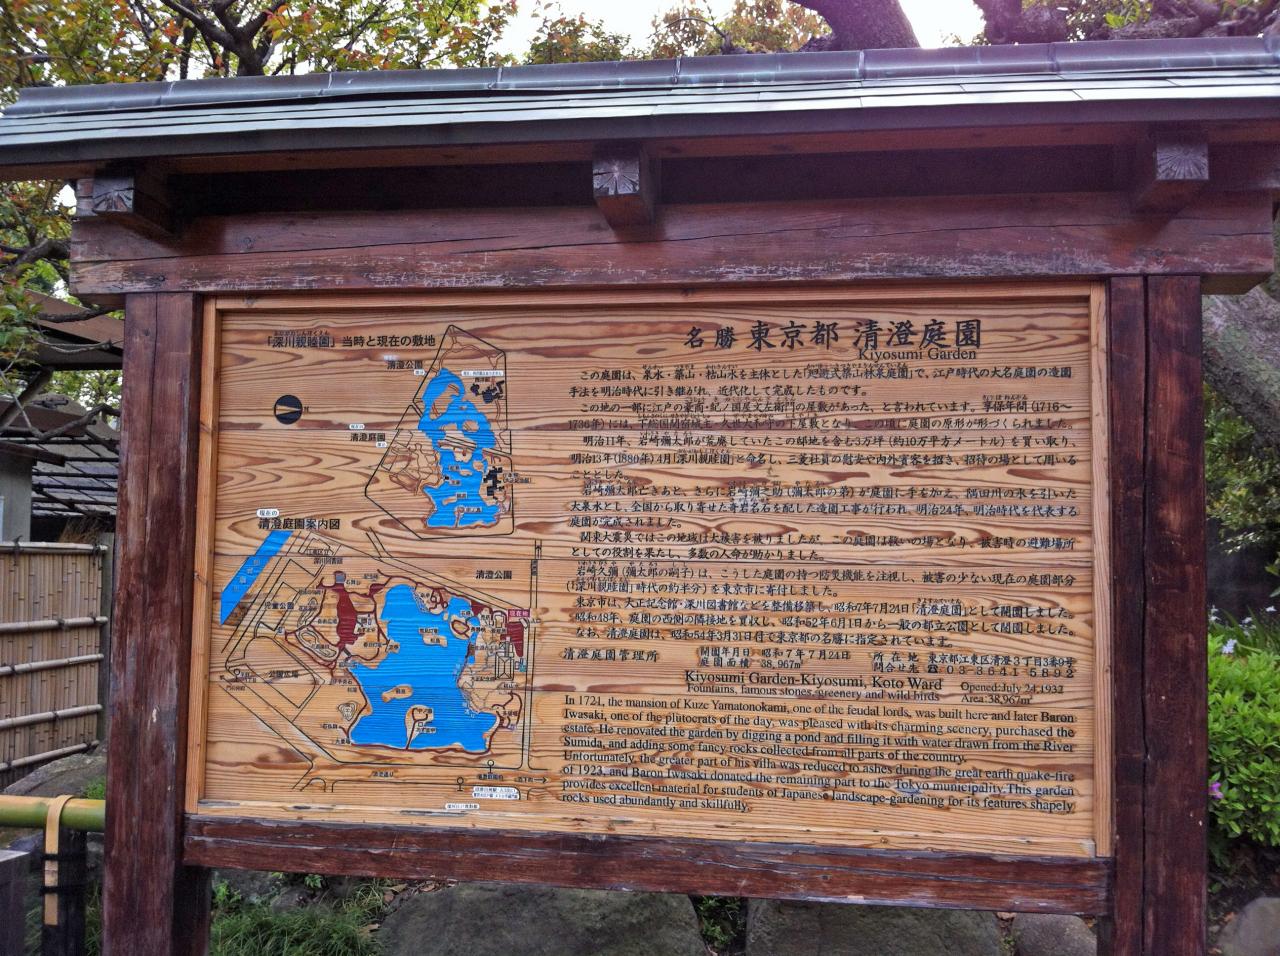 「深川親睦園」当時と現在の敷地
清澄公園
清澄庭園
現在の
清澄庭園案内図
清澄公園
児童公園
名勝 東京都 清澄庭園
Kiyosumi Garden
この庭園は、泉水・築山・枯山水を主体とした「廻遊式築山林泉庭園」で、江戸時代の大名庭園の造園
手法を明治時代に引き継がれ、近代化して完成したものです。
この地の一部に江戸の豪商・紀ノ国屋文左衛門の屋敷があった、と言われています。享保年間(1716〜
1736年)には、下総国関宿城主・久世大和守の下屋敷となり、この頃に庭園の原形が形づくられました。
明治11年、岩崎彌太郎が荒廃していたこの邸地を含む3万坪(約10万平方メートル)を買い取り、
明治13年(1880年)4月「深川親睦園」と命名し、三菱社員の慰安や内外賓客を招き、招待の場として用いる
こととした。
岩崎彌太郎亡きあと、さらに岩崎彌之助(彌太郎の弟)が庭園に手を加え、隅田川の水を引いた
大泉水とし、全国から取り寄せた奇岩名石を配した造園工事が行われ、明治24年、明治時代を代表する
庭園が完成されました。
関東大震災ではこの地域は大被害を被りましたが、この庭園は救いの場となり、被害時の避難場所
としての役割を果たし、多数の人命が助かりました。
岩崎久彌(彌太郎の嗣子)は、こうした庭園の持つ防災機能を注視し、被害の少ない現在の庭園部分
(「深川親睦園」時代の約半分)を東京市に寄付しました。
東京市は、大正記念館・深川図書館などを整備移築し、昭和7年7月24日「清澄庭園」として開園しました。
昭和48年、庭園の西側の隣接地を買収し、昭和52年6月1日から一般の都立公園として開園しました。
なお、清澄庭園は、昭和54年3月31日付で東京都の名勝に指定されています。
清澄庭園管理所 開園年月日 昭和7年7月24日 所在地 東京都江東区清澄3丁目3番9号
庭園面積 38,967㎡ 問合せ先 ☎03-3641-5892
Kiyosumi Garden-Kiyosumi, Koto Ward Opened: July 24,1932
Fountains, famous stones, greenery and wild birds Area: 38,967㎡
In 1721, the mansion of Kuze Yamatonokami, one of the feudal lords, was built here and later Baron
Iwasaki, one of the plutocrats of the day, was pleased with its charming scenery, purchased the
estate. He renovated the garden by digging a pond and filling it with water drawn from the River
Sumida, and adding some fancy rocks collected from all parts of the country.
Unfortunately, the greater part of his villa was reduced to ashes during the great earth quake-fire
of 1923, and Baron Iwasaki donated the remaining part to the Tokyo municipality. This garden
provides excellent material for students of Japanese landscape-gardening for its features shapely
rocks used abundantly and skillfully.